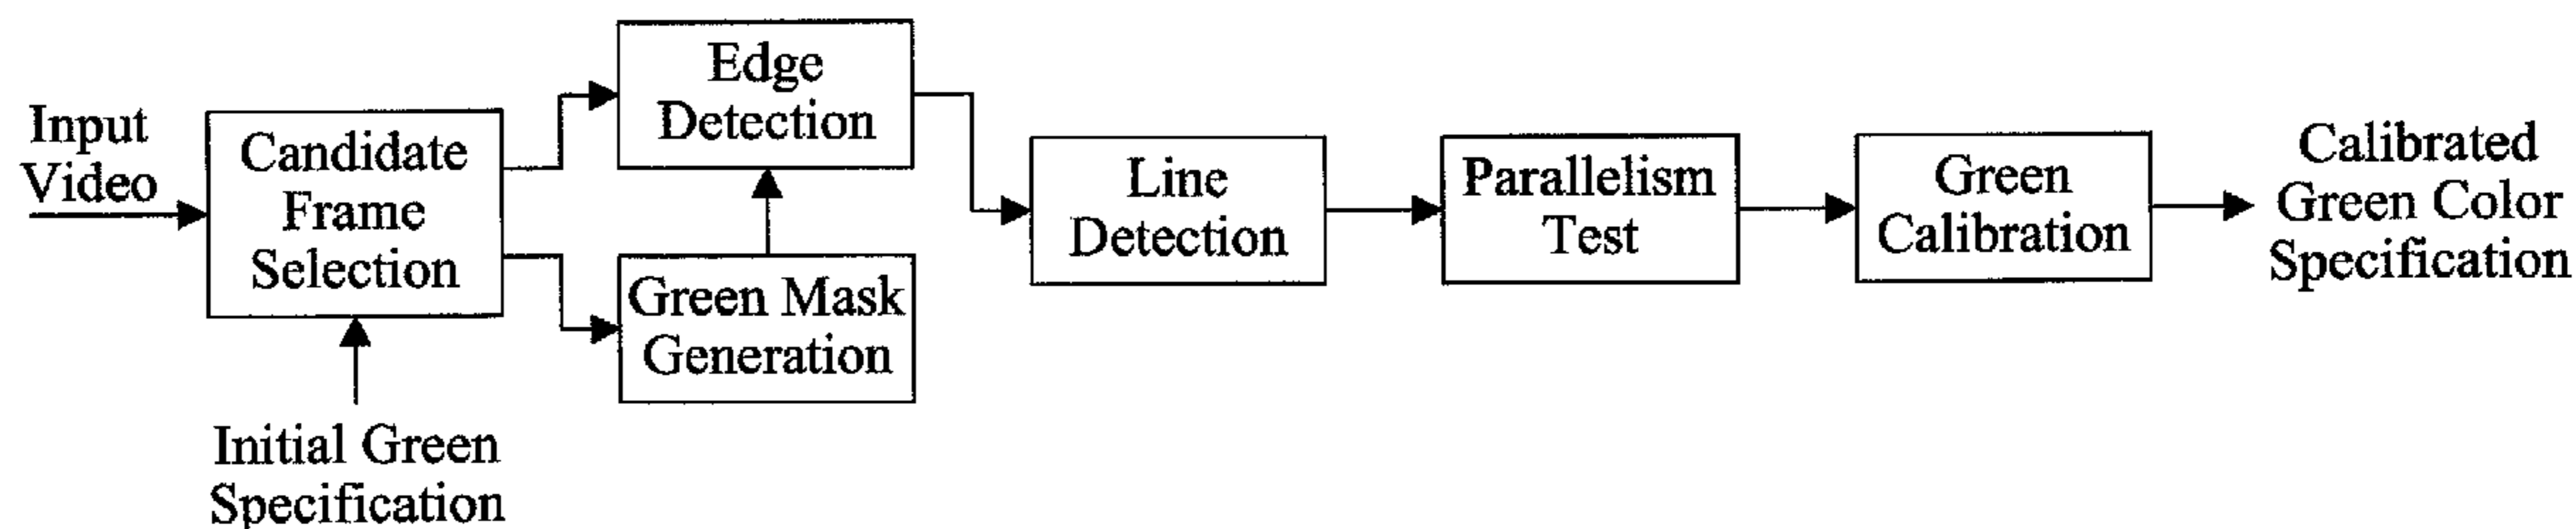 Input
Video
Candidate
Frame
Selection
Initial Green
Specification
Edge
Detection
Green Mask
Generation
Line
Detection
Parallelism
Test
Green
Calibration
Calibrated
Green Color
Specification